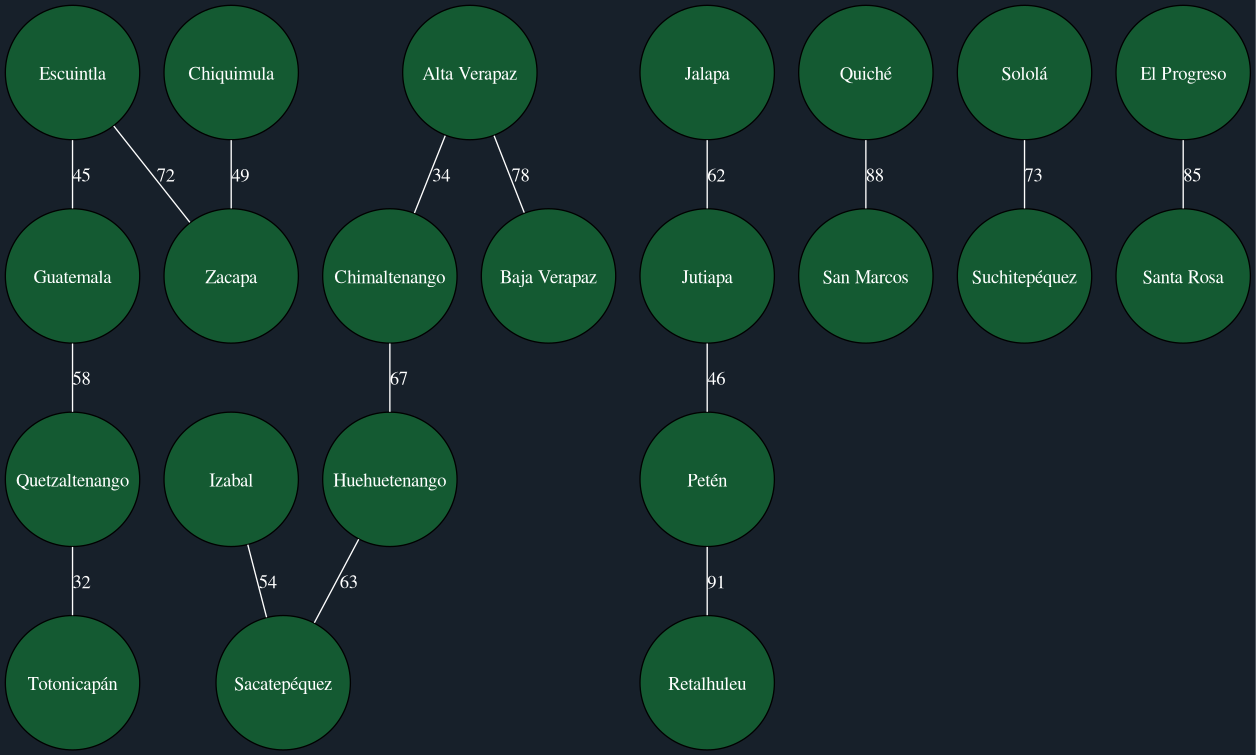 Escuintla
Chiquimula
Alta Verapaz
Jalapa
Quiché
Sololá
El Progreso
45
72
49
34
78
62
88
73
85
Guatemala
Zacapa
Chimaltenango
Baja Verapaz
Jutiapa
San Marcos
Suchitepéquez
Santa Rosa
58
67
46
Quetzaltenango
Izabal
Huehuetenango
Petén
32
54
63
91
Totonicapán
Sacatepéquez
Retalhuleu